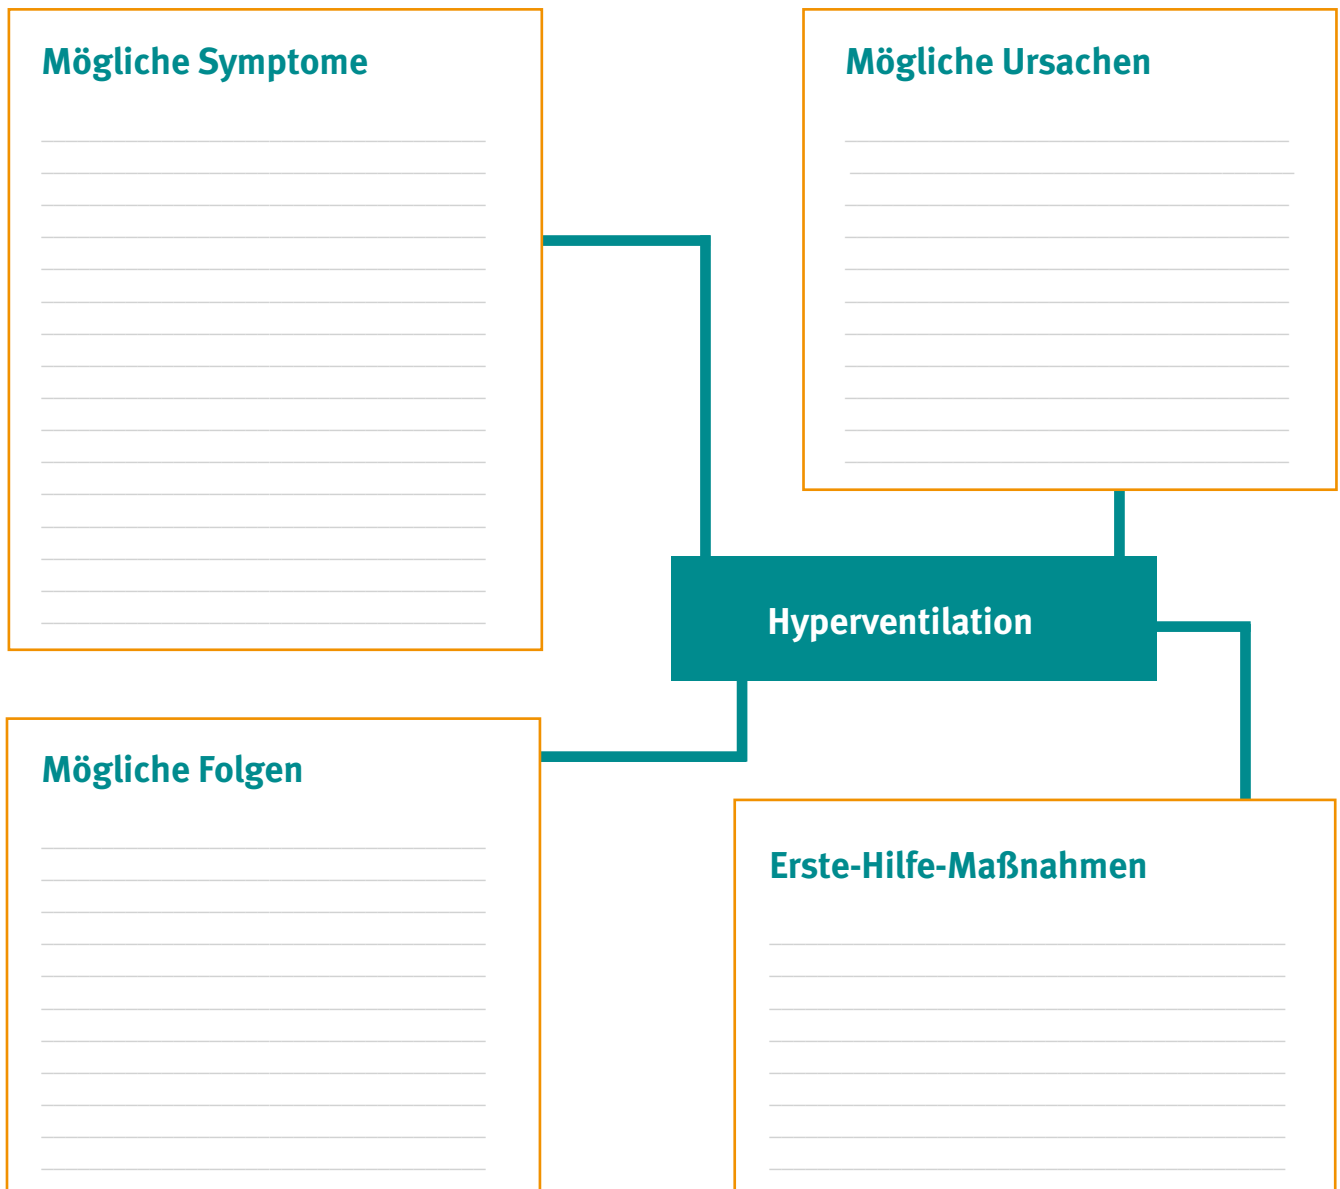 Mögliche Symptome
Mögliche Ursachen
Hyperventilation
Mögliche Folgen
Erste-Hilfe-Maßnahmen